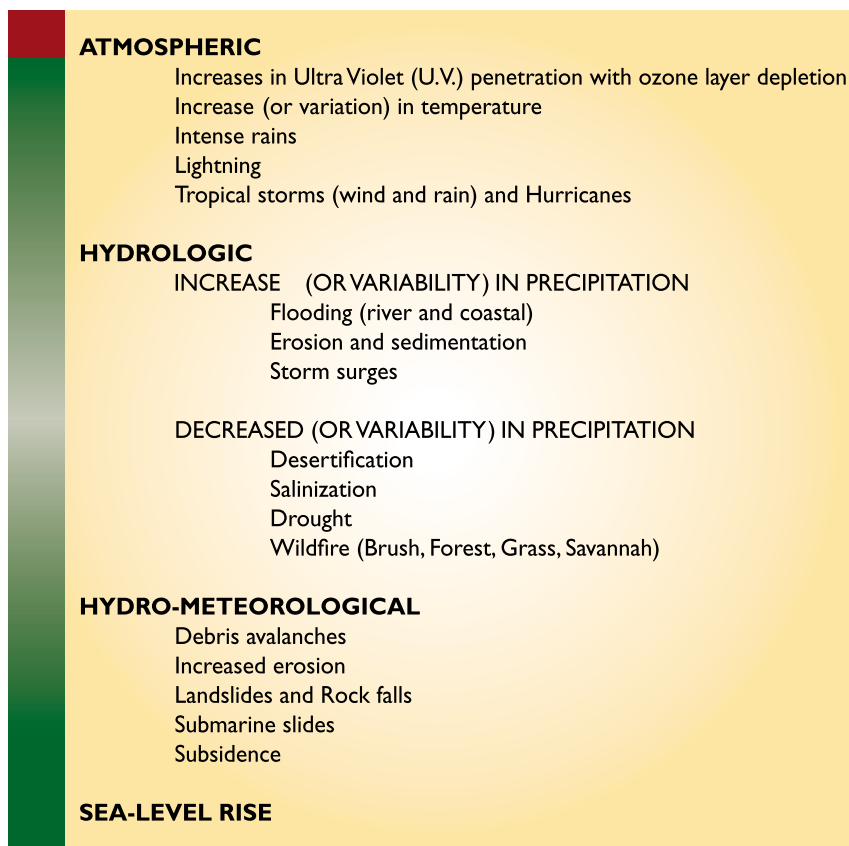 ATMOSPHERIC
Increases in Ultra Violet (U.V.) penetration with ozone layer depletion
Increase (or variation) in temperature
Intense rains
Lightning
Tropical storms (wind and rain) and Hurricanes
HYDROLOGIC
INCREASE (OR VARIABILITY) IN PRECIPITATION
Flooding (river and coastal)
Erosion and sedimentation
Storm surges
DECREASED (OR VARIABILITY) IN PRECIPITATION
Desertification
Salinization
Drought
Wildfire (Brush, Forest, Grass, Savannah)
HYDRO-METEOROLOGICAL
Debris avalanches
Increased erosion
Landslides and Rock falls
Submarine slides
Subsidence
SEA-LEVEL RISE